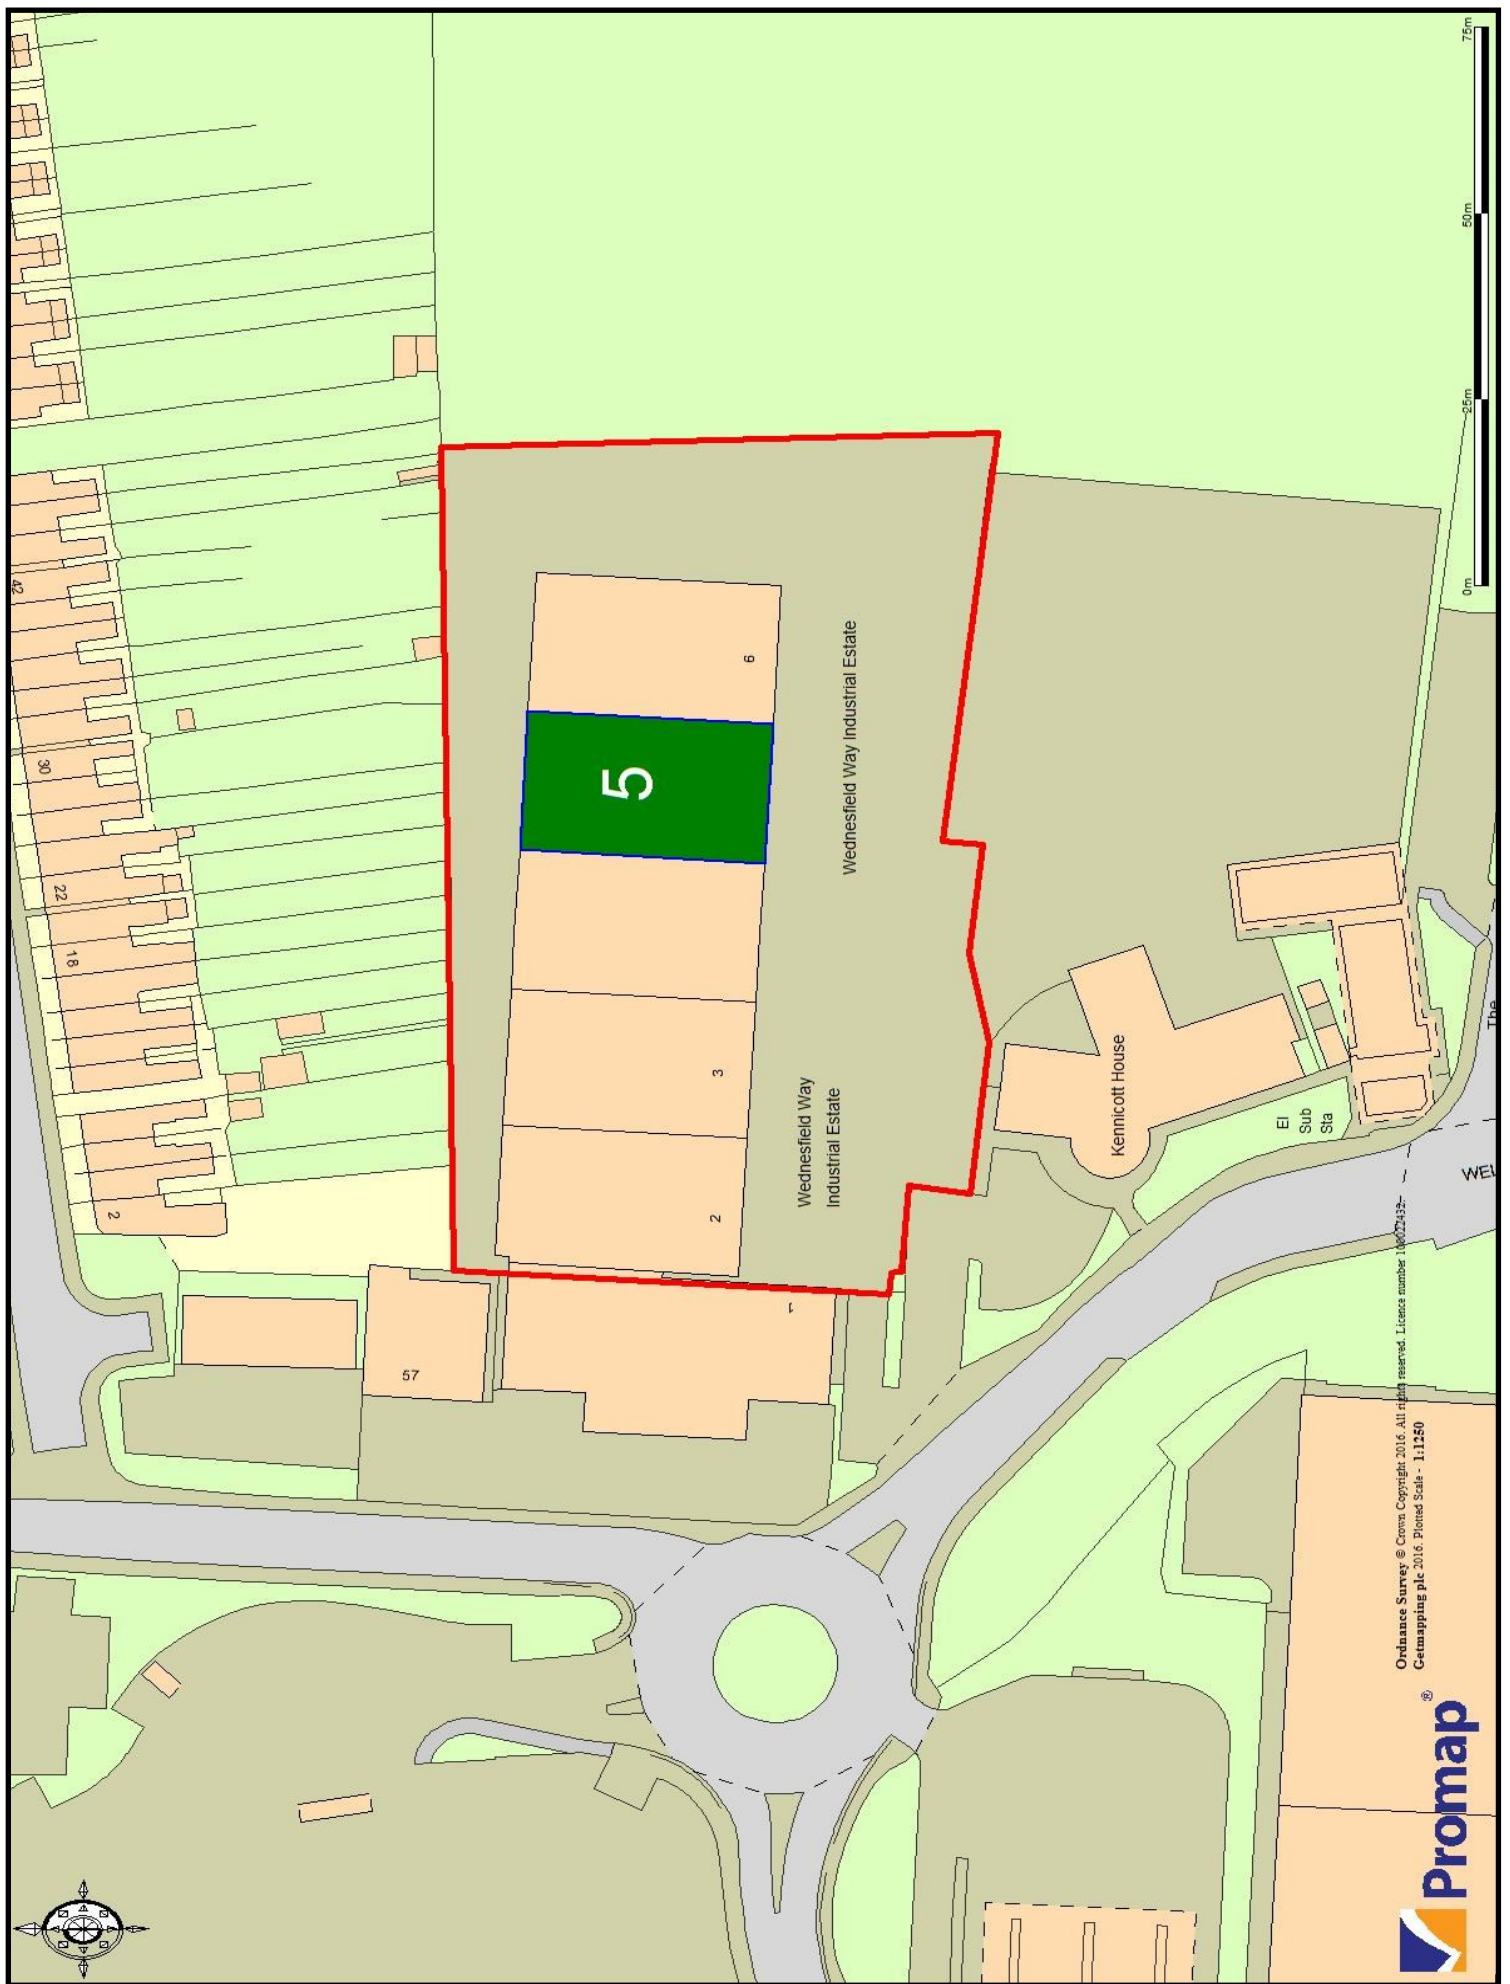 42
30
22
18
2
57
1
2
3
5
6
Wednesfield Way
Industrial Estate
Wednesfield Way Industrial Estate
Kennicott House
El
Sub
Sta
The
WEL
0m
25m
50m
75m
Promap®
Ordnance Survey © Crown Copyright 2016. All rights reserved. Licence number 100022432.
Getmapping plc 2016. Plotted Scale - 1:1250